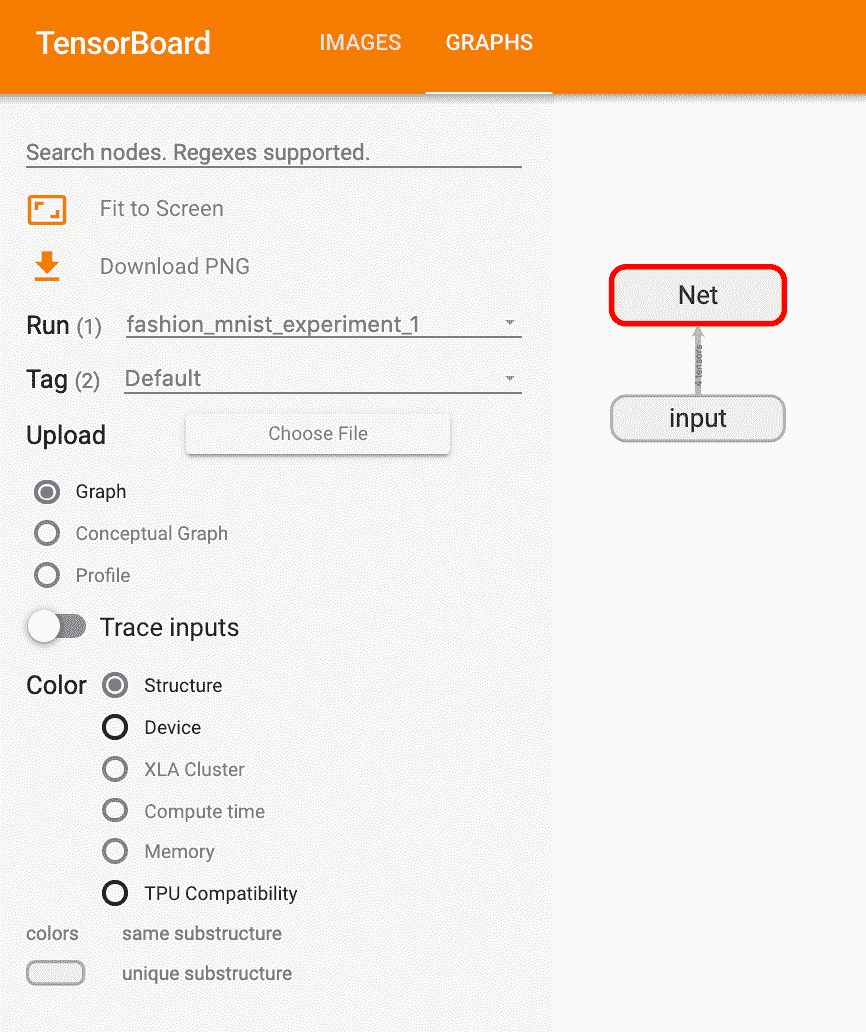 TensorBoard IMAGES GRAPHS
Search nodes. Regexes supported.
Fit to Screen
Download PNG
Run (1) fashion_mnist_experiment_1
Tag (2) Default
Upload Choose File
Graph
Conceptual Graph
Profile
Trace inputs
Color Structure
Device
XLA Cluster
Compute time
Memory
TPU Compatibility
colors same substructure
unique substructure
Net
4 tensors
input